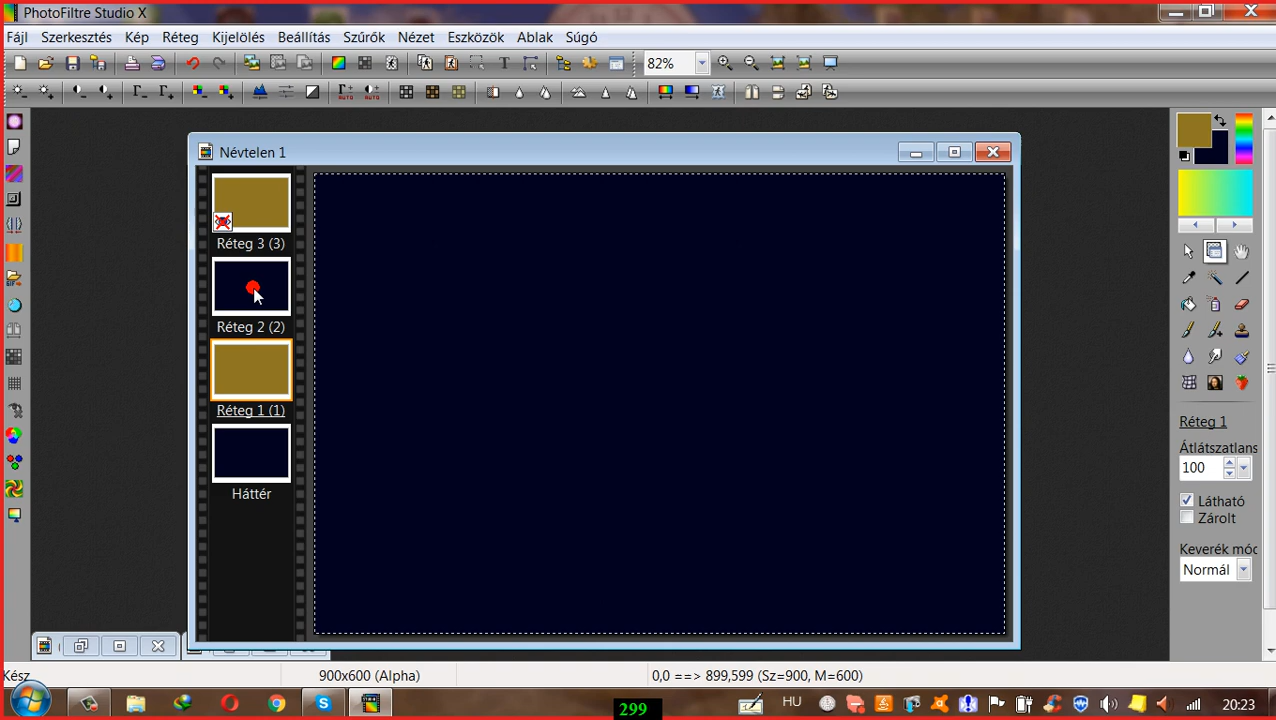 PhotoFiltre Studio X
Fájl Szerkesztés Kép Réteg Kijelölés Beállítás Szűrők Nézet Eszközök Ablak Súgó
82%
AUTO AUTO
Névtelen 1
Réteg 3 (3)
Réteg 2 (2)
Réteg 1 (1)
Háttér
Réteg 1
Átlátszatlans
100
Látható
Zárolt
Keverék móc
Normál
Kész
900x600 (Alpha)
0,0 ==> 899,599 (Sz=900, M=600)
299
HU
20:23